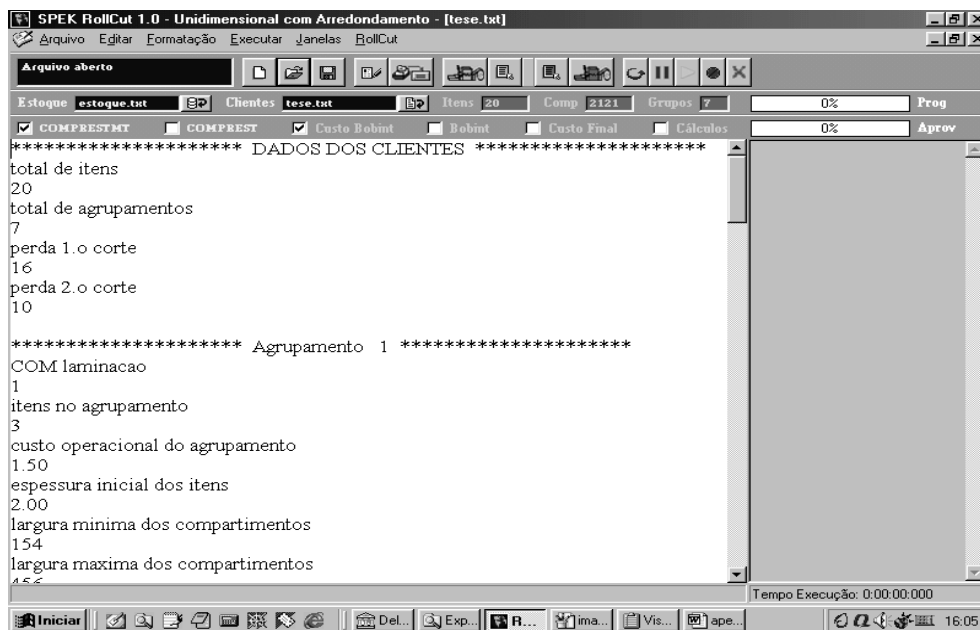 SPEK RollCut 1.0 - Unidimensional com Arredondamento - [tese.txt]
Arquivo Editar Formatação Executar Janelas RollCut
Arquivo aberto
Estoque estoque.txt Clientes tese.txt Itens 20 Comp 2121 Grupos 7 0% Prog
COMPRESTMT COMPREST Custo Bobint Bobint Custo Final Cálculos 0% Aprov
********************** DADOS DOS CLIENTES **********************
total de itens
20
total de agrupamentos
7
perda 1.o corte
16
perda 2.o corte
10
********************** Agrupamento 1 **********************
COM laminacao
1
itens no agrupamento
3
custo operacional do agrupamento
1.50
espessura inicial dos itens
2.00
largura minima dos compartimentos
154
largura maxima dos compartimentos
456
Tempo Execução: 0:00:00:000
Iniciar Del... Exp... R... ima... Vis... ape... 16:09